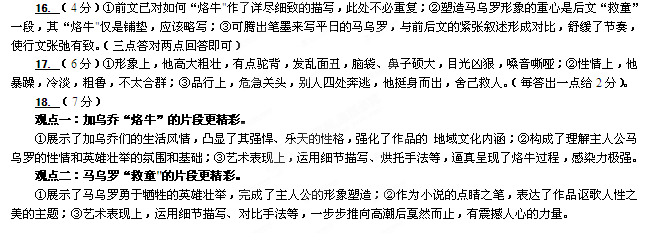 16. （4分）①前文已对如何“烙牛”作了详尽细致的描写，此处不必重复；②塑造马乌罗形象的重心是后文“救童”
一段，其“烙牛”仅是铺垫，应该略写；③可腾出笔墨来写平日的马乌罗，与前后文的紧张叙述形成对比，舒缓了节奏，
使行文张弛有致。（三点答对两点回答即可）
17. （6分）①形象上，他高大粗壮，有点驼背，发乱面丑，脑袋、鼻子硕大，目光凶狠，嗓音嘶哑；②性情上，他
暴躁，冷淡，粗鲁，不太合群；③品行上，危急关头，别人四处奔逃，他挺身而出，舍己救人。（每答出一点给2分）。
18. （7分）
观点一：加乌乔“烙牛”的片段更精彩。
①展示了加乌乔们的生活风情，凸显了其强悍、乐天的性格，强化了作品的 地域文化内涵；②构成了理解主人公马
乌罗的性情和英雄壮举的氛围和基础；③艺术表现上，运用细节描写、烘托手法等，逼真呈现了烙牛过程，感染力极强。
观点二：马乌罗“救童”的片段更精彩。
①展示了马乌罗勇于牺牲的英雄壮举，完成了主人公的形象塑造；②作为小说的点睛之笔，表达了作品讴歌人性之
美的主题；③艺术表现上，运用细节描写、对比手法等，一步步推向高潮后戛然而止，有震撼人心的力量。